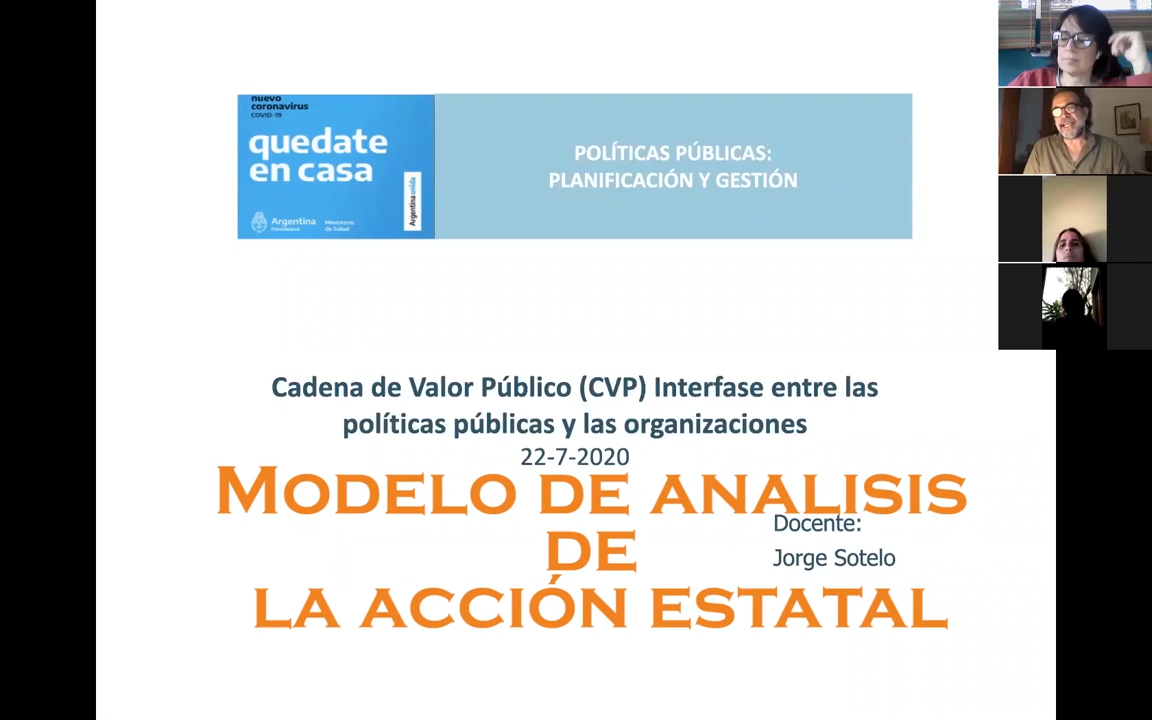 nuevo
coronavirus
COVID-19
quedate
en casa
Argentina
Presidencia
Ministerio
de Salud
Argentina unida
POLÍTICAS PÚBLICAS:
PLANIFICACIÓN Y GESTIÓN
Cadena de Valor Público (CVP) Interfase entre las
políticas públicas y las organizaciones
22-7-2020
MODELO DE ANALISIS
DE
LA ACCIÓN ESTATAL
Docente:
Jorge Sotelo